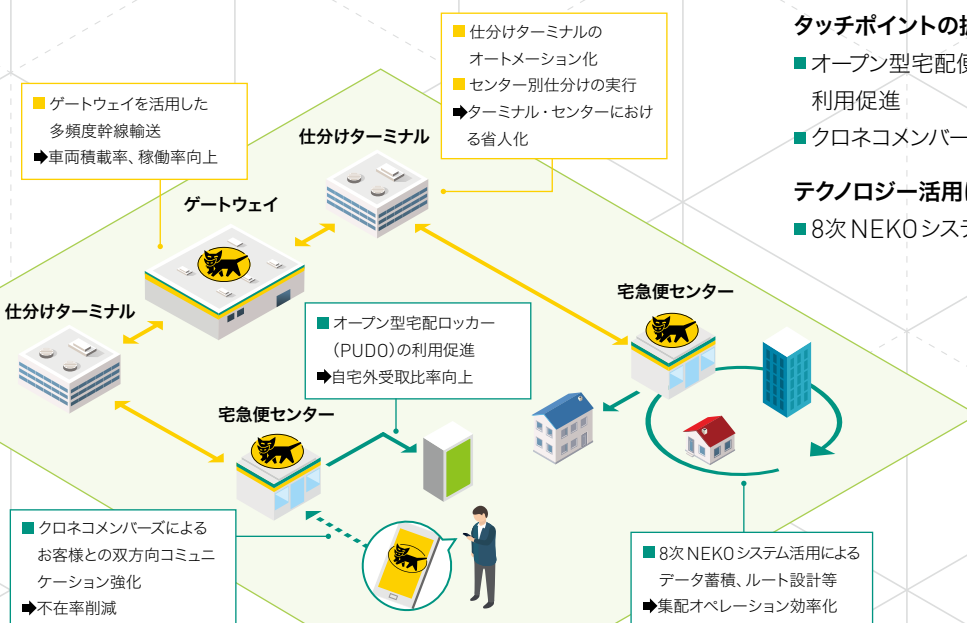 ■仕分けターミナルの
オートメーション化
■センター別仕分けの実行
➡ターミナル・センターにおけ
る省人化
■ゲートウェイを活用した
多頻度幹線輸送
➡車両積載率、稼働率向上
仕分けターミナル
ゲートウェイ
仕分けターミナル
宅急便センター
■オープン型宅配ロッカー
（PUDO）の利用促進
➡自宅外受取比率向上
宅急便センター
■クロネコメンバーズによる
お客様との双方向コミュニ
ケーション強化
➡不在率削減
■8次NEKOシステム活用による
データ蓄積、ルート設計等
➡集配オペレーション効率化
タッチポイントの
■オープン型宅配便
利用促進
■クロネコメンバー
テクノロジー活用
■8次NEKOシステ